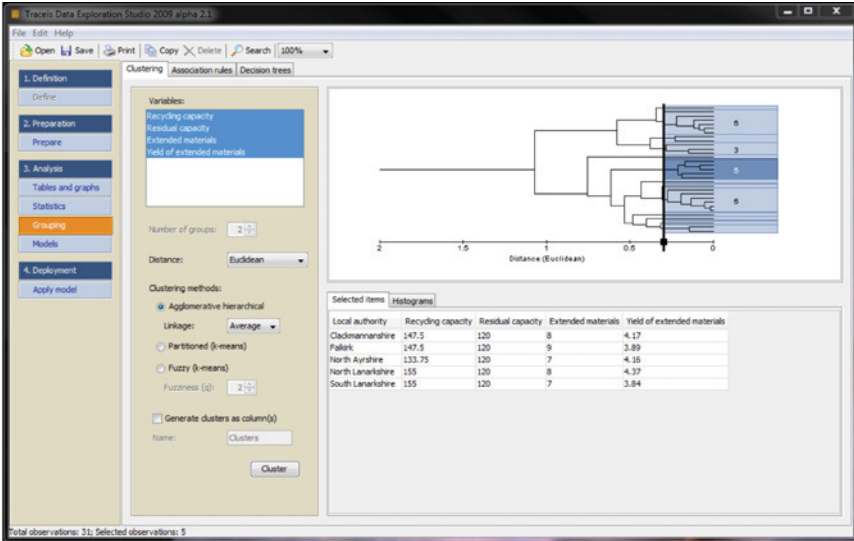 Traceis Data Exploration Studio 2009 alpha 2.1
File Edit Help
Open Save Print Copy Delete Search 100%
1. Definition
Define
2. Preparation
Prepare
3. Analysis
Tables and graphs
Statistics
Grouping
Models
4. Deployment
Apply model
Clustering Association rules Decision trees
Variables:
Recycling capacity
Residual capacity
Extended materials
Yield of extended materials
Number of groups: 2
Distance: Euclidean
Clustering methods:
Agglomerative hierarchical
Linkage: Average
Partitioned (k-means)
Fuzzy (k-means)
Fuzziness (q): 2
Generate clusters as column(s)
Name: Clusters
Cluster
6
3
5
6
2 1.5 1 0.5 0
Distance (Euclidean)
Selected items Histograms
Local authority Recycling capacity Residual capacity Extended materials Yield of extended materials
Clackmannanshire 147.5 120 8 4.17
Falkirk 147.5 120 9 3.89
North Ayrshire 133.75 120 7 4.16
North Lanarkshire 155 120 8 4.37
South Lanarkshire 155 120 7 3.84
Total observations: 31; Selected observations: 5